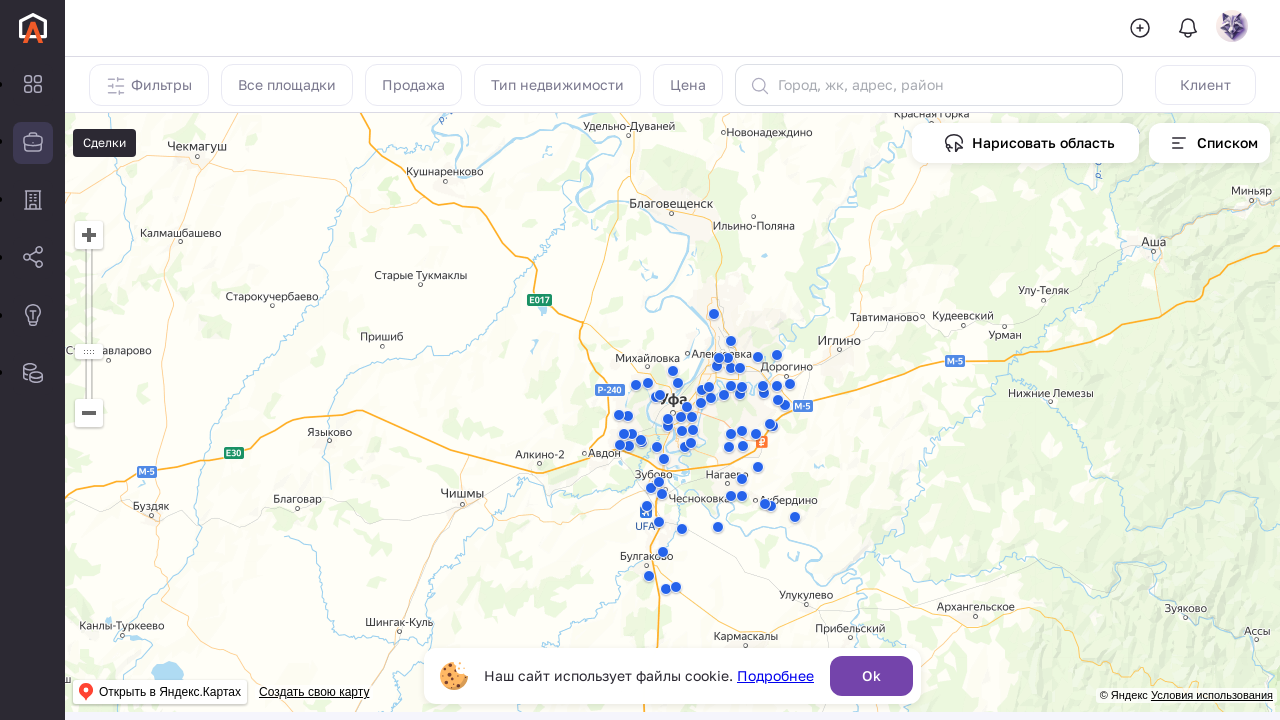 Фильтры
Все площадки
Продажа
Тип недвижимости
Цена
Город, жк, адрес, район
Клиент
Сделки
Нарисовать область
Списком
Чекмагуш
Удельно-Дуваней
Новонадеждино
Красная Горка
Кушнаренково
Благовещенск
Ильино-Поляна
Миньяр
Калмашбашево
Аша
Старые Тукмаклы
Старокучербаево
E017
Улу-Теляк
Тавтиманово
Кудеевский
Урман
Пришиб
Иглино
Михайловка
Дорогино
М-5
Р-240
Уфа
М-5
Нижние Лемезы
Языково
E30
Алкино-2
Авдон
М-5
Зубово
Нагаево
Буздяк
Благовар
Чишмы
Чесноковка
Акбердино
UFA
Булгаково
Улукулево
Архангельское
Зуяково
Канлы-Туркеево
Шингак-Куль
Прибельский
Кармаскалы
Ассы
Наш сайт использует файлы cookie. Подробнее
Ok
Открыть в Яндекс.Картах
Создать свою карту
© Яндекс Условия использования